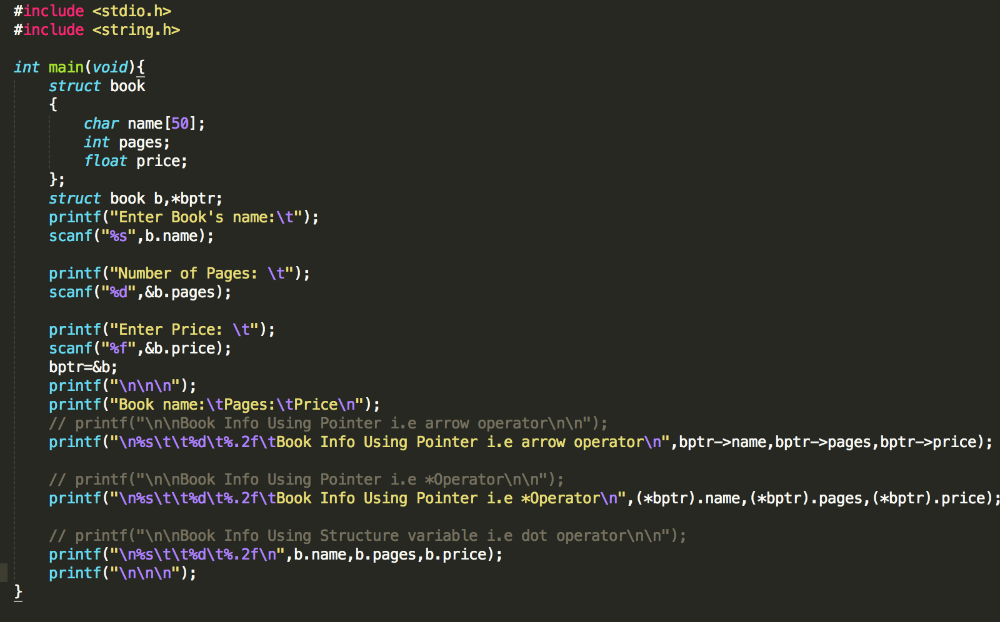 #include <stdio.h>
#include <string.h>

int main(void){
    struct book
    {
        char name[50];
        int pages;
        float price;
    };
    struct book b,*bptr;
    printf("Enter Book's name:\t");
    scanf("%s",b.name);

    printf("Number of Pages: \t");
    scanf("%d",&b.pages);

    printf("Enter Price: \t");
    scanf("%f",&b.price);
    bptr=&b;
    printf("\n\n\n");
    printf("Book name:\tPages:\tPrice\n");
    // printf("\n\nBook Info Using Pointer i.e arrow operator\n\n");
    printf("\n%s\t\t%d\t%.2f\tBook Info Using Pointer i.e arrow operator\n",bptr->name,bptr->pages,bptr->price);

    // printf("\n\nBook Info Using Pointer i.e *Operator\n\n");
    printf("\n%s\t\t%d\t%.2f\tBook Info Using Pointer i.e *Operator\n",(*bptr).name,(*bptr).pages,(*bptr).price);

    // printf("\n\nBook Info Using Structure variable i.e dot operator\n\n");
    printf("\n%s\t\t%d\t%.2f\n",b.name,b.pages,b.price);
    printf("\n\n\n");
}